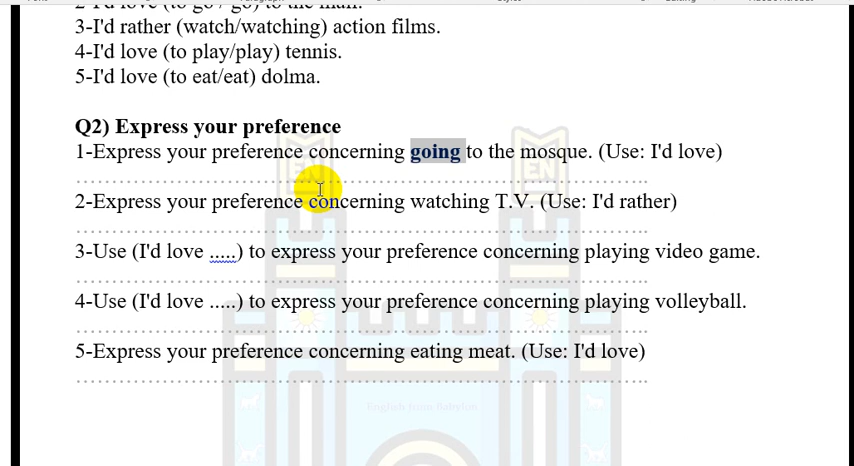 3-I'd rather (watch/watching) action films.
4-I'd love (to play/play) tennis.
5-I'd love (to eat/eat) dolma.
Q2) Express your preference
1-Express your preference concerning going to the mosque. (Use: I'd love)
................................................................................
2-Express your preference concerning watching T.V. (Use: I'd rather)
................................................................................
3-Use (I'd love .....) to express your preference concerning playing video game.
................................................................................
4-Use (I'd love .....) to express your preference concerning playing volleyball.
................................................................................
5-Express your preference concerning eating meat. (Use: I'd love)
................................................................................
EN EN
English from Babylon